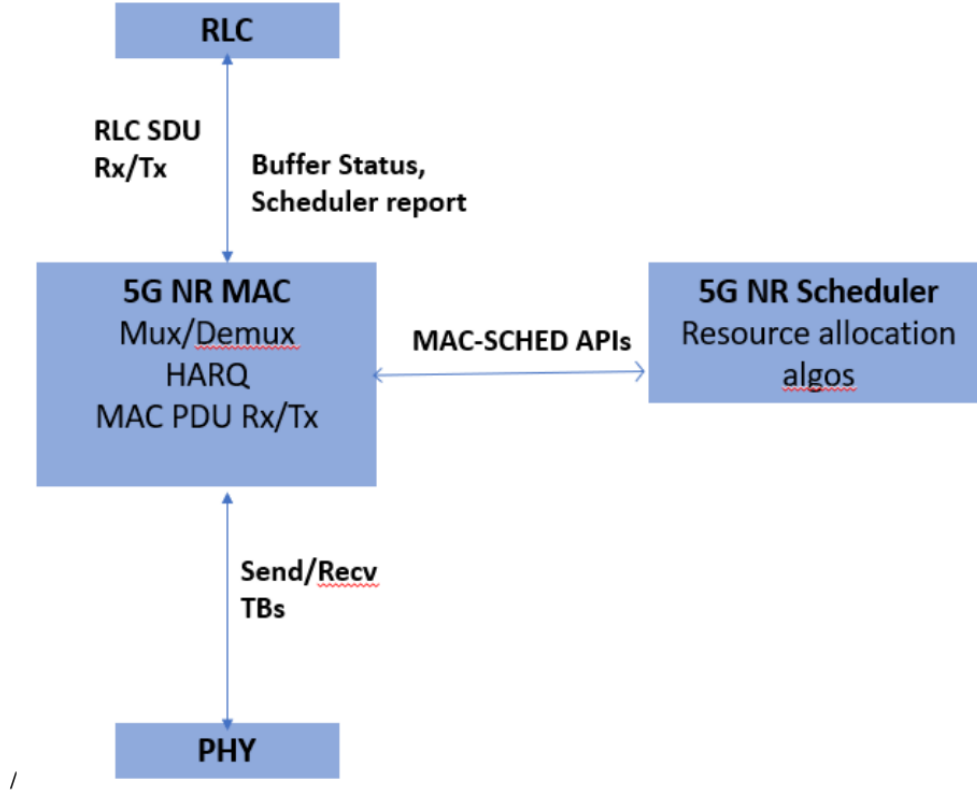 RLC
RLC SDU
Rx/Tx
Buffer Status,
Scheduler report
5G NR MAC
Mux/Demux
HARQ
MAC PDU Rx/Tx
MAC-SCHED APIs
5G NR Scheduler
Resource allocation
algos
Send/Recv
TBs
PHY
/